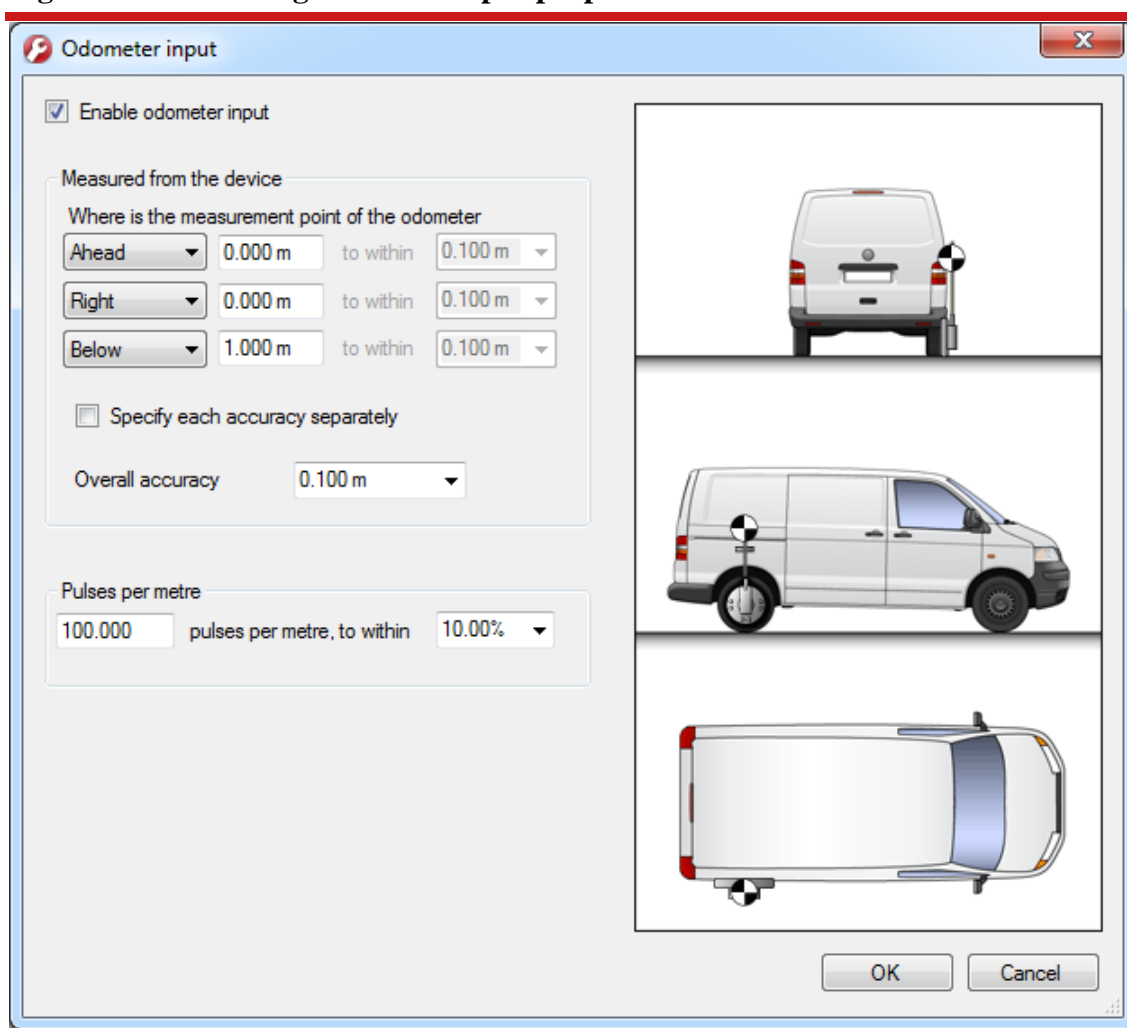 Odometer input
Enable odometer input
Measured from the device
Where is the measurement point of the odometer
Ahead 0.000 m to within 0.100 m
Right 0.000 m to within 0.100 m
Below 1.000 m to within 0.100 m
Specify each accuracy separately
Overall accuracy 0.100 m
Pulses per metre
100.000 pulses per metre, to within 10.00%
OK Cancel